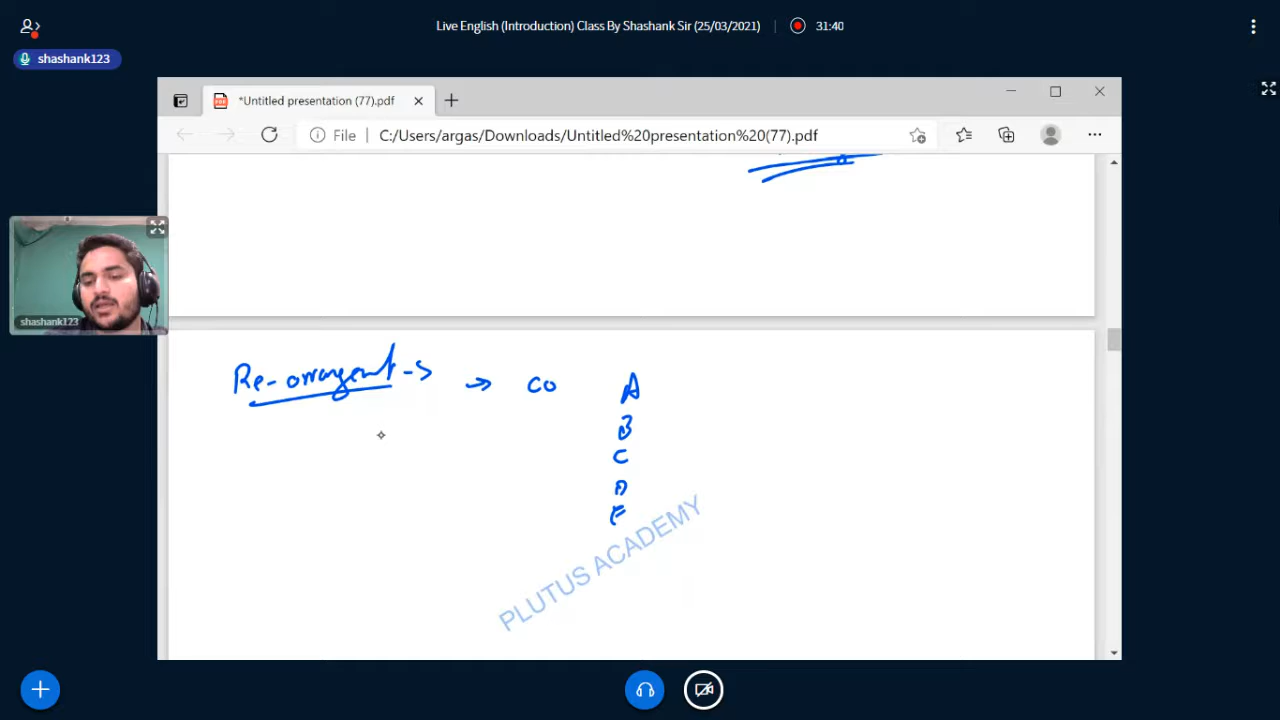 Live English (Introduction) Class By Shashank Sir (25/03/2021)
31:40
shashank123
*Untitled presentation (77).pdf
File
C:/Users/argas/Downloads/Untitled%20presentation%20(77).pdf
shashank123
Re-arrangent-S → CO A
B
C
D
E
PLUTUS ACADEMY